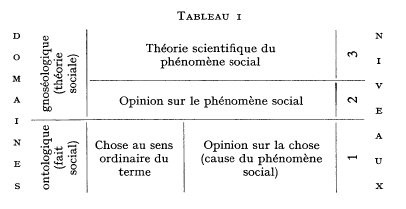 TABLEAU I
DOMAINES
gnoséologique
(théorie
sociale)
Théorie scientifique du
phénomène social
3
Opinion sur le phénomène social
2
ontologique
(fait
social)
Chose au sens
ordinaire du
terme
Opinion sur la chose
(cause du phénomène
social)
1
NIVEAUX